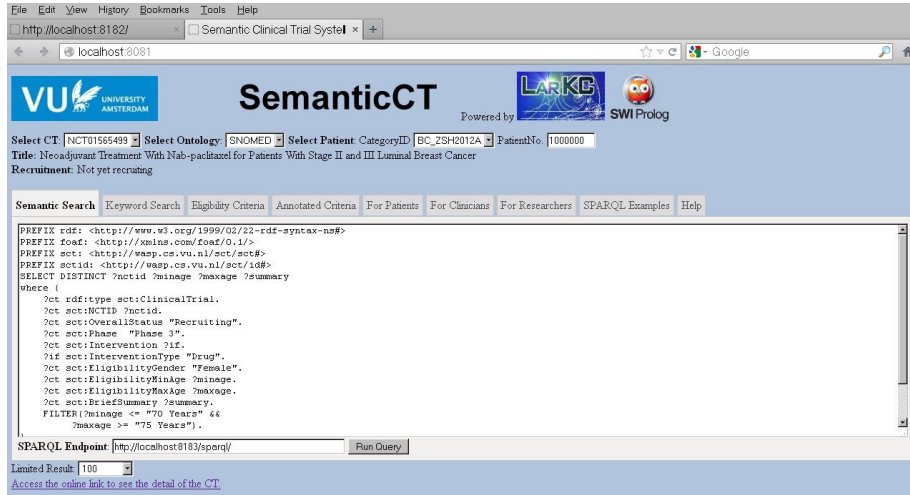 File Edit View History Bookmarks Tools Help
http://localhost:8182/ × Semantic Clinical Trial System × +
localhost:8081 Google
VU UNIVERSITY AMSTERDAM SemanticCT Powered by LarKC SWI Prolog
Select CT: NCT01565499 Select Ontology: SNOMED Select Patient: CategoryID BC_ZSH2012A PatientNo. 1000000
Title: Neoadjuvant Treatment With Nab-paclitaxel for Patients With Stage II and III Luminal Breast Cancer
Recruitment: Not yet recruiting
Semantic Search Keyword Search Eligibility Criteria Annotated Criteria For Patients For Clinicians For Researchers SPARQL Examples Help
PREFIX rdf: <http://www.w3.org/1999/02/22-rdf-syntax-ns#>
PREFIX foaf: <http://xmlns.com/foaf/0.1/>
PREFIX sct: <http://wasp.cs.vu.nl/sct/sct#>
PREFIX sctid: <http://wasp.cs.vu.nl/sct/id#>
SELECT DISTINCT ?nctid ?minage ?maxage ?summary
where {
?ct rdf:type sct:ClinicalTrial.
?ct sct:NCTID ?nctid.
?ct sct:OverallStatus "Recruiting".
?ct sct:Phase "Phase 3".
?ct sct:Intervention ?if.
?if sct:InterventionType "Drug".
?ct sct:EligibilityGender "Female".
?ct sct:EligibilityMinAge ?minage.
?ct sct:EligibilityMaxAge ?maxage.
?ct sct:BriefSummary ?summary.
FILTER(?minage <= "70 Years" &&
?maxage >= "75 Years").
SPARQL Endpoint: http://localhost:8183/sparql/ Run Query
Limited Result: 100
Access the online link to see the detail of the CT.